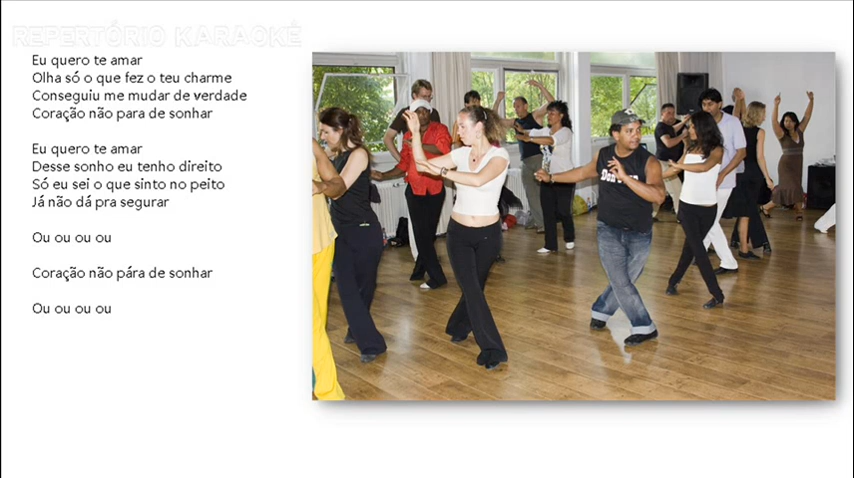 REPERTÓRIO KARAOKÊ
Eu quero te amar
Olha só o que fez o teu charme
Conseguiu me mudar de verdade
Coração não para de sonhar
Eu quero te amar
Desse sonho eu tenho direito
Só eu sei o que sinto no peito
Já não dá pra segurar
Ou ou ou ou
Coração não pára de sonhar
Ou ou ou ou